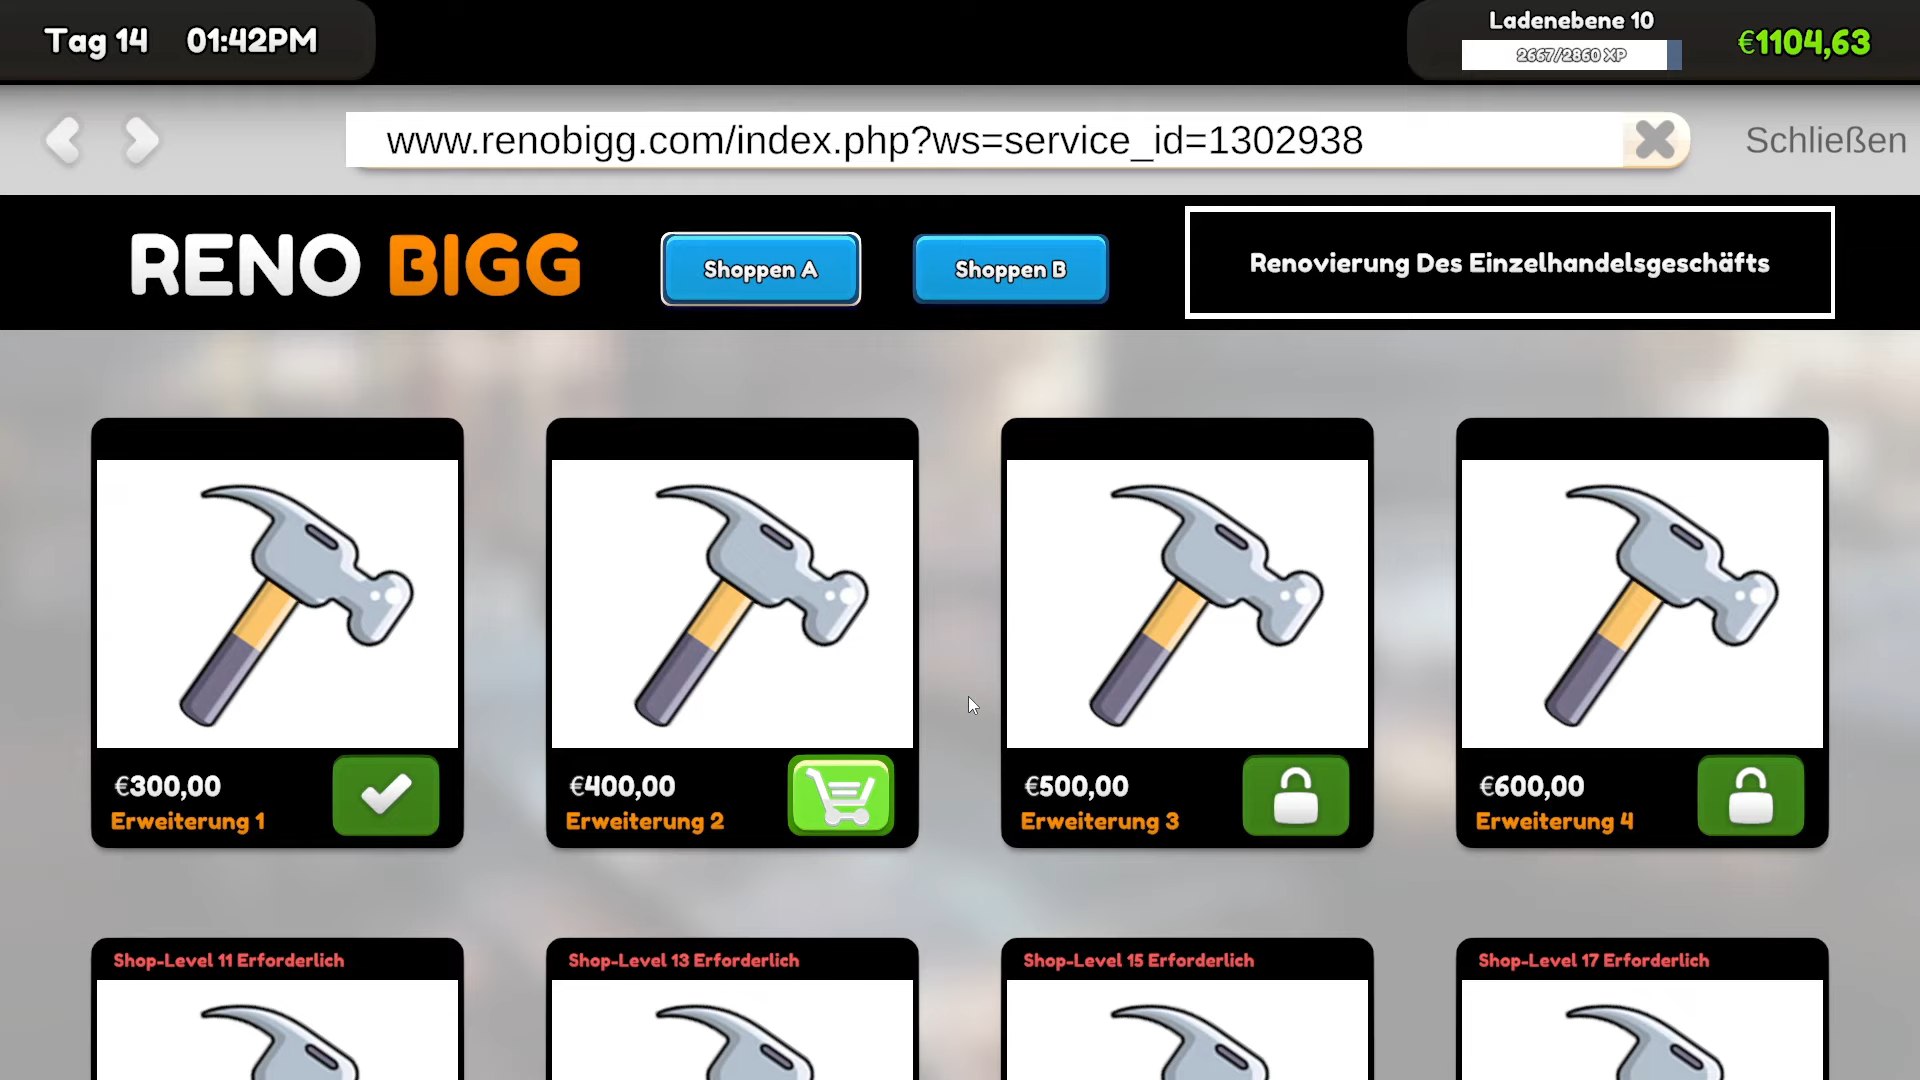 Tag 14 01:42PM
Ladenebene 10
2667/2860 XP
€1104,63
www.renobigg.com/index.php?ws=service_id=1302938
Schließen
RENO BIGG
Shoppen A
Shoppen B
Renovierung Des Einzelhandelsgeschäfts
€300,00
Erweiterung 1
€400,00
Erweiterung 2
€500,00
Erweiterung 3
€600,00
Erweiterung 4
Shop-Level 11 Erforderlich
Shop-Level 13 Erforderlich
Shop-Level 15 Erforderlich
Shop-Level 17 Erforderlich